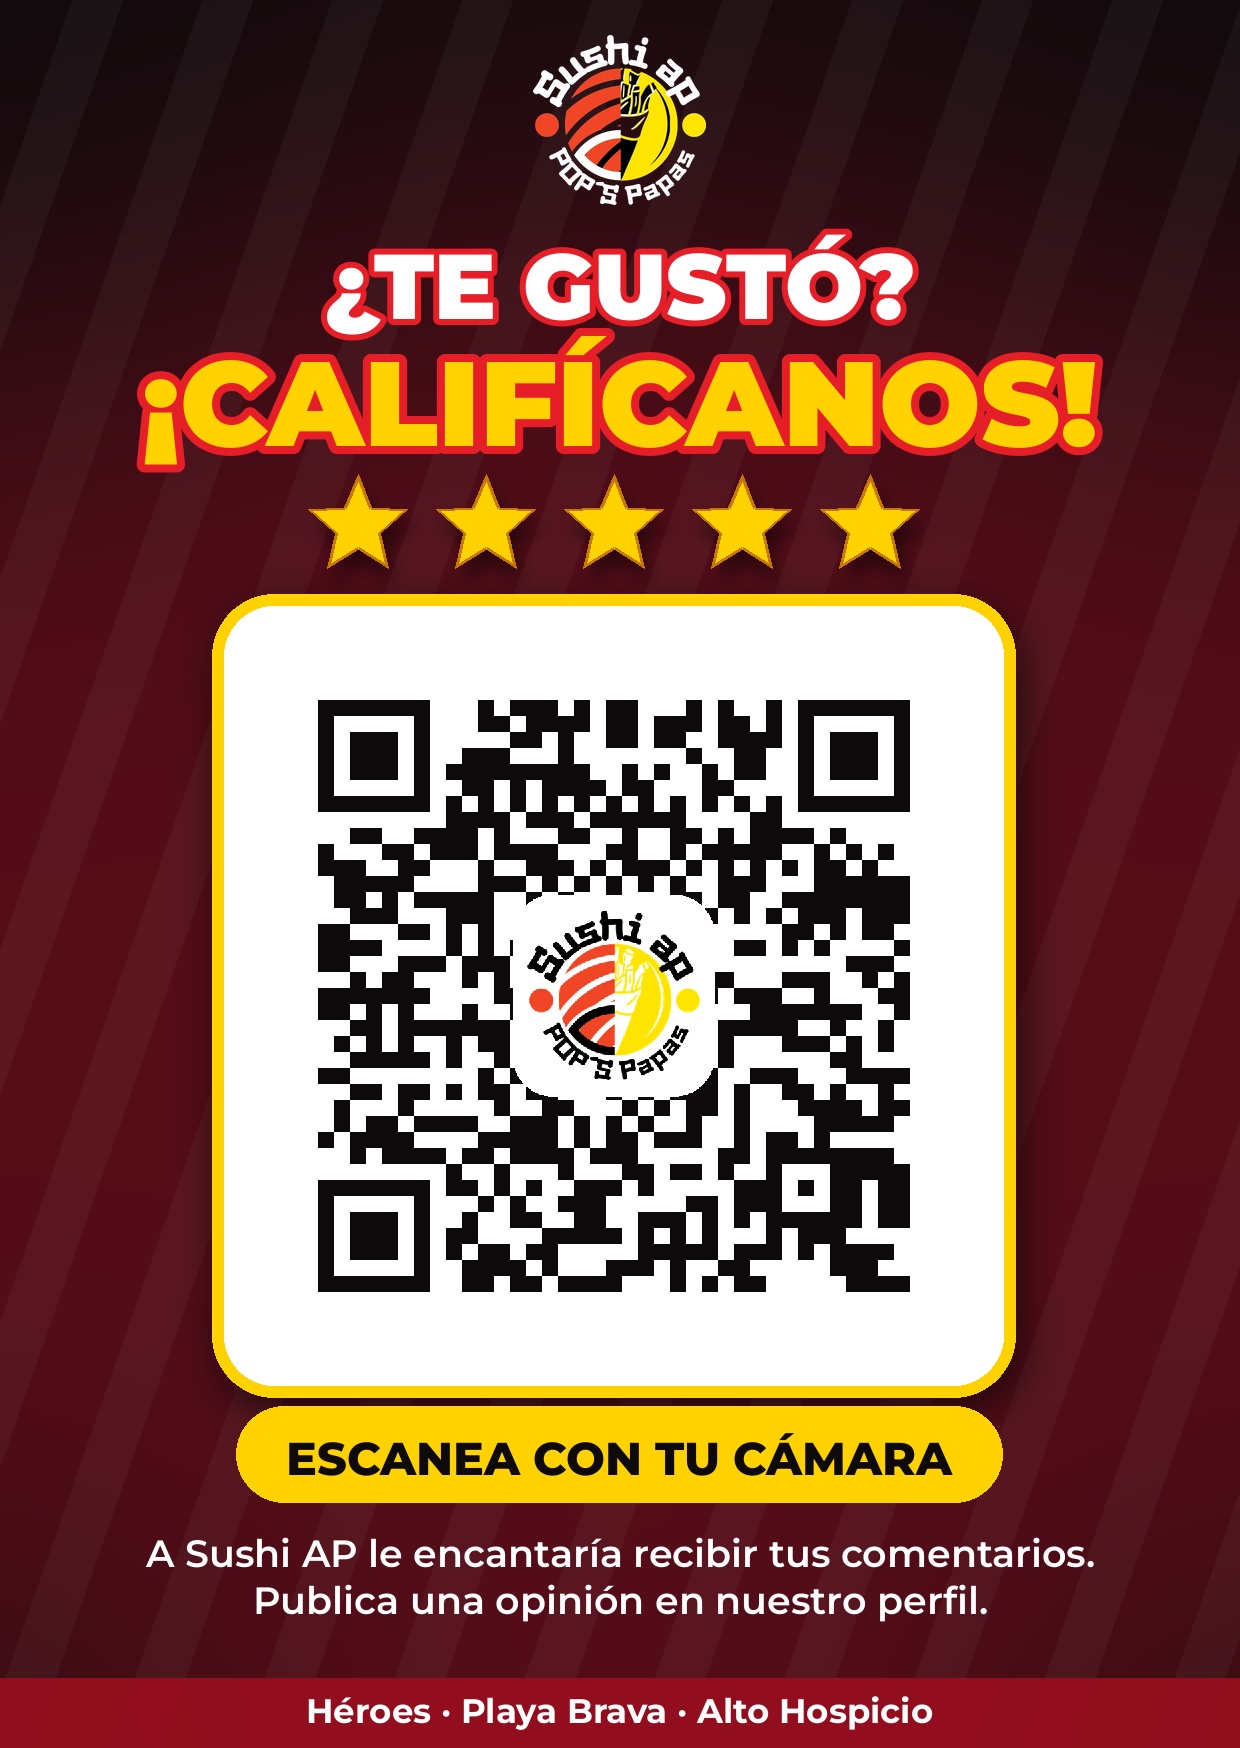 Sushi ap
POP'S Papas
¿TE GUSTÓ?
¡CALIFÍCANOS!
Sushi ap
POP'S Papas
ESCANEA CON TU CÁMARA
A Sushi AP le encantaría recibir tus comentarios.
Publica una opinión en nuestro perfil.
Héroes · Playa Brava · Alto Hospicio